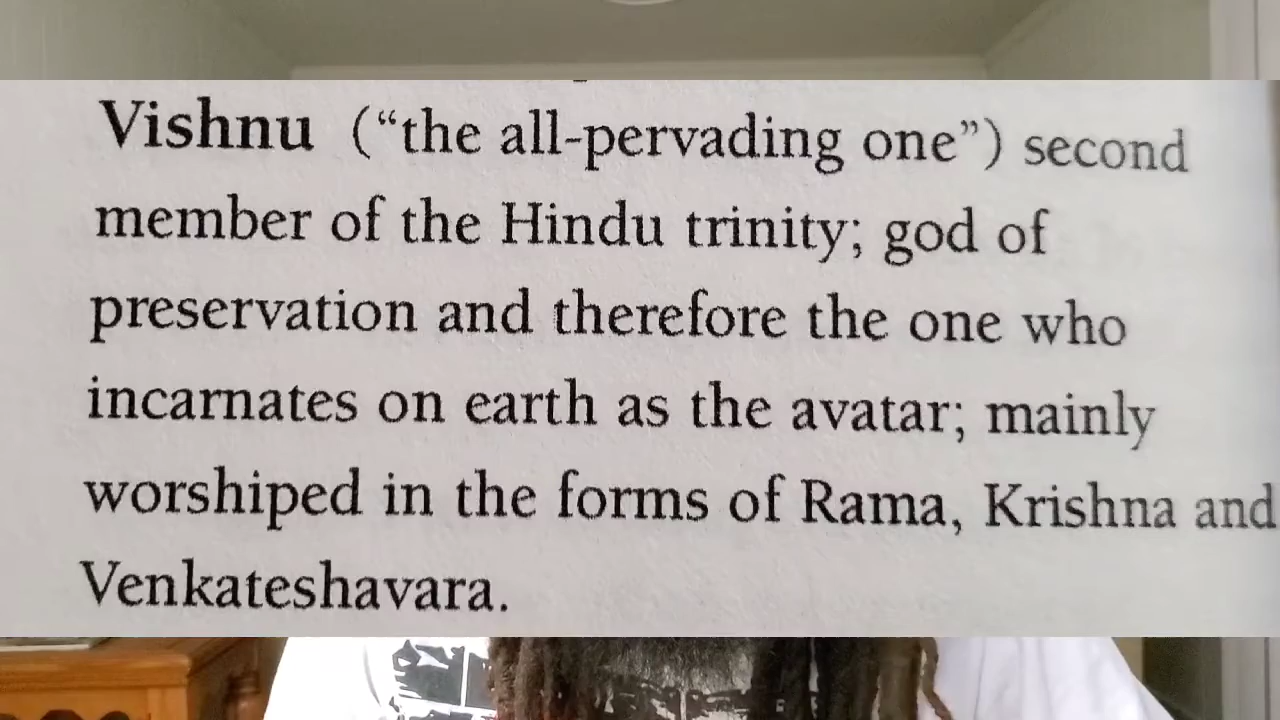 Vishnu (“the all-pervading one”) second
member of the Hindu trinity; god of
preservation and therefore the one who
incarnates on earth as the avatar; mainly
worshiped in the forms of Rama, Krishna and
Venkateshavara.